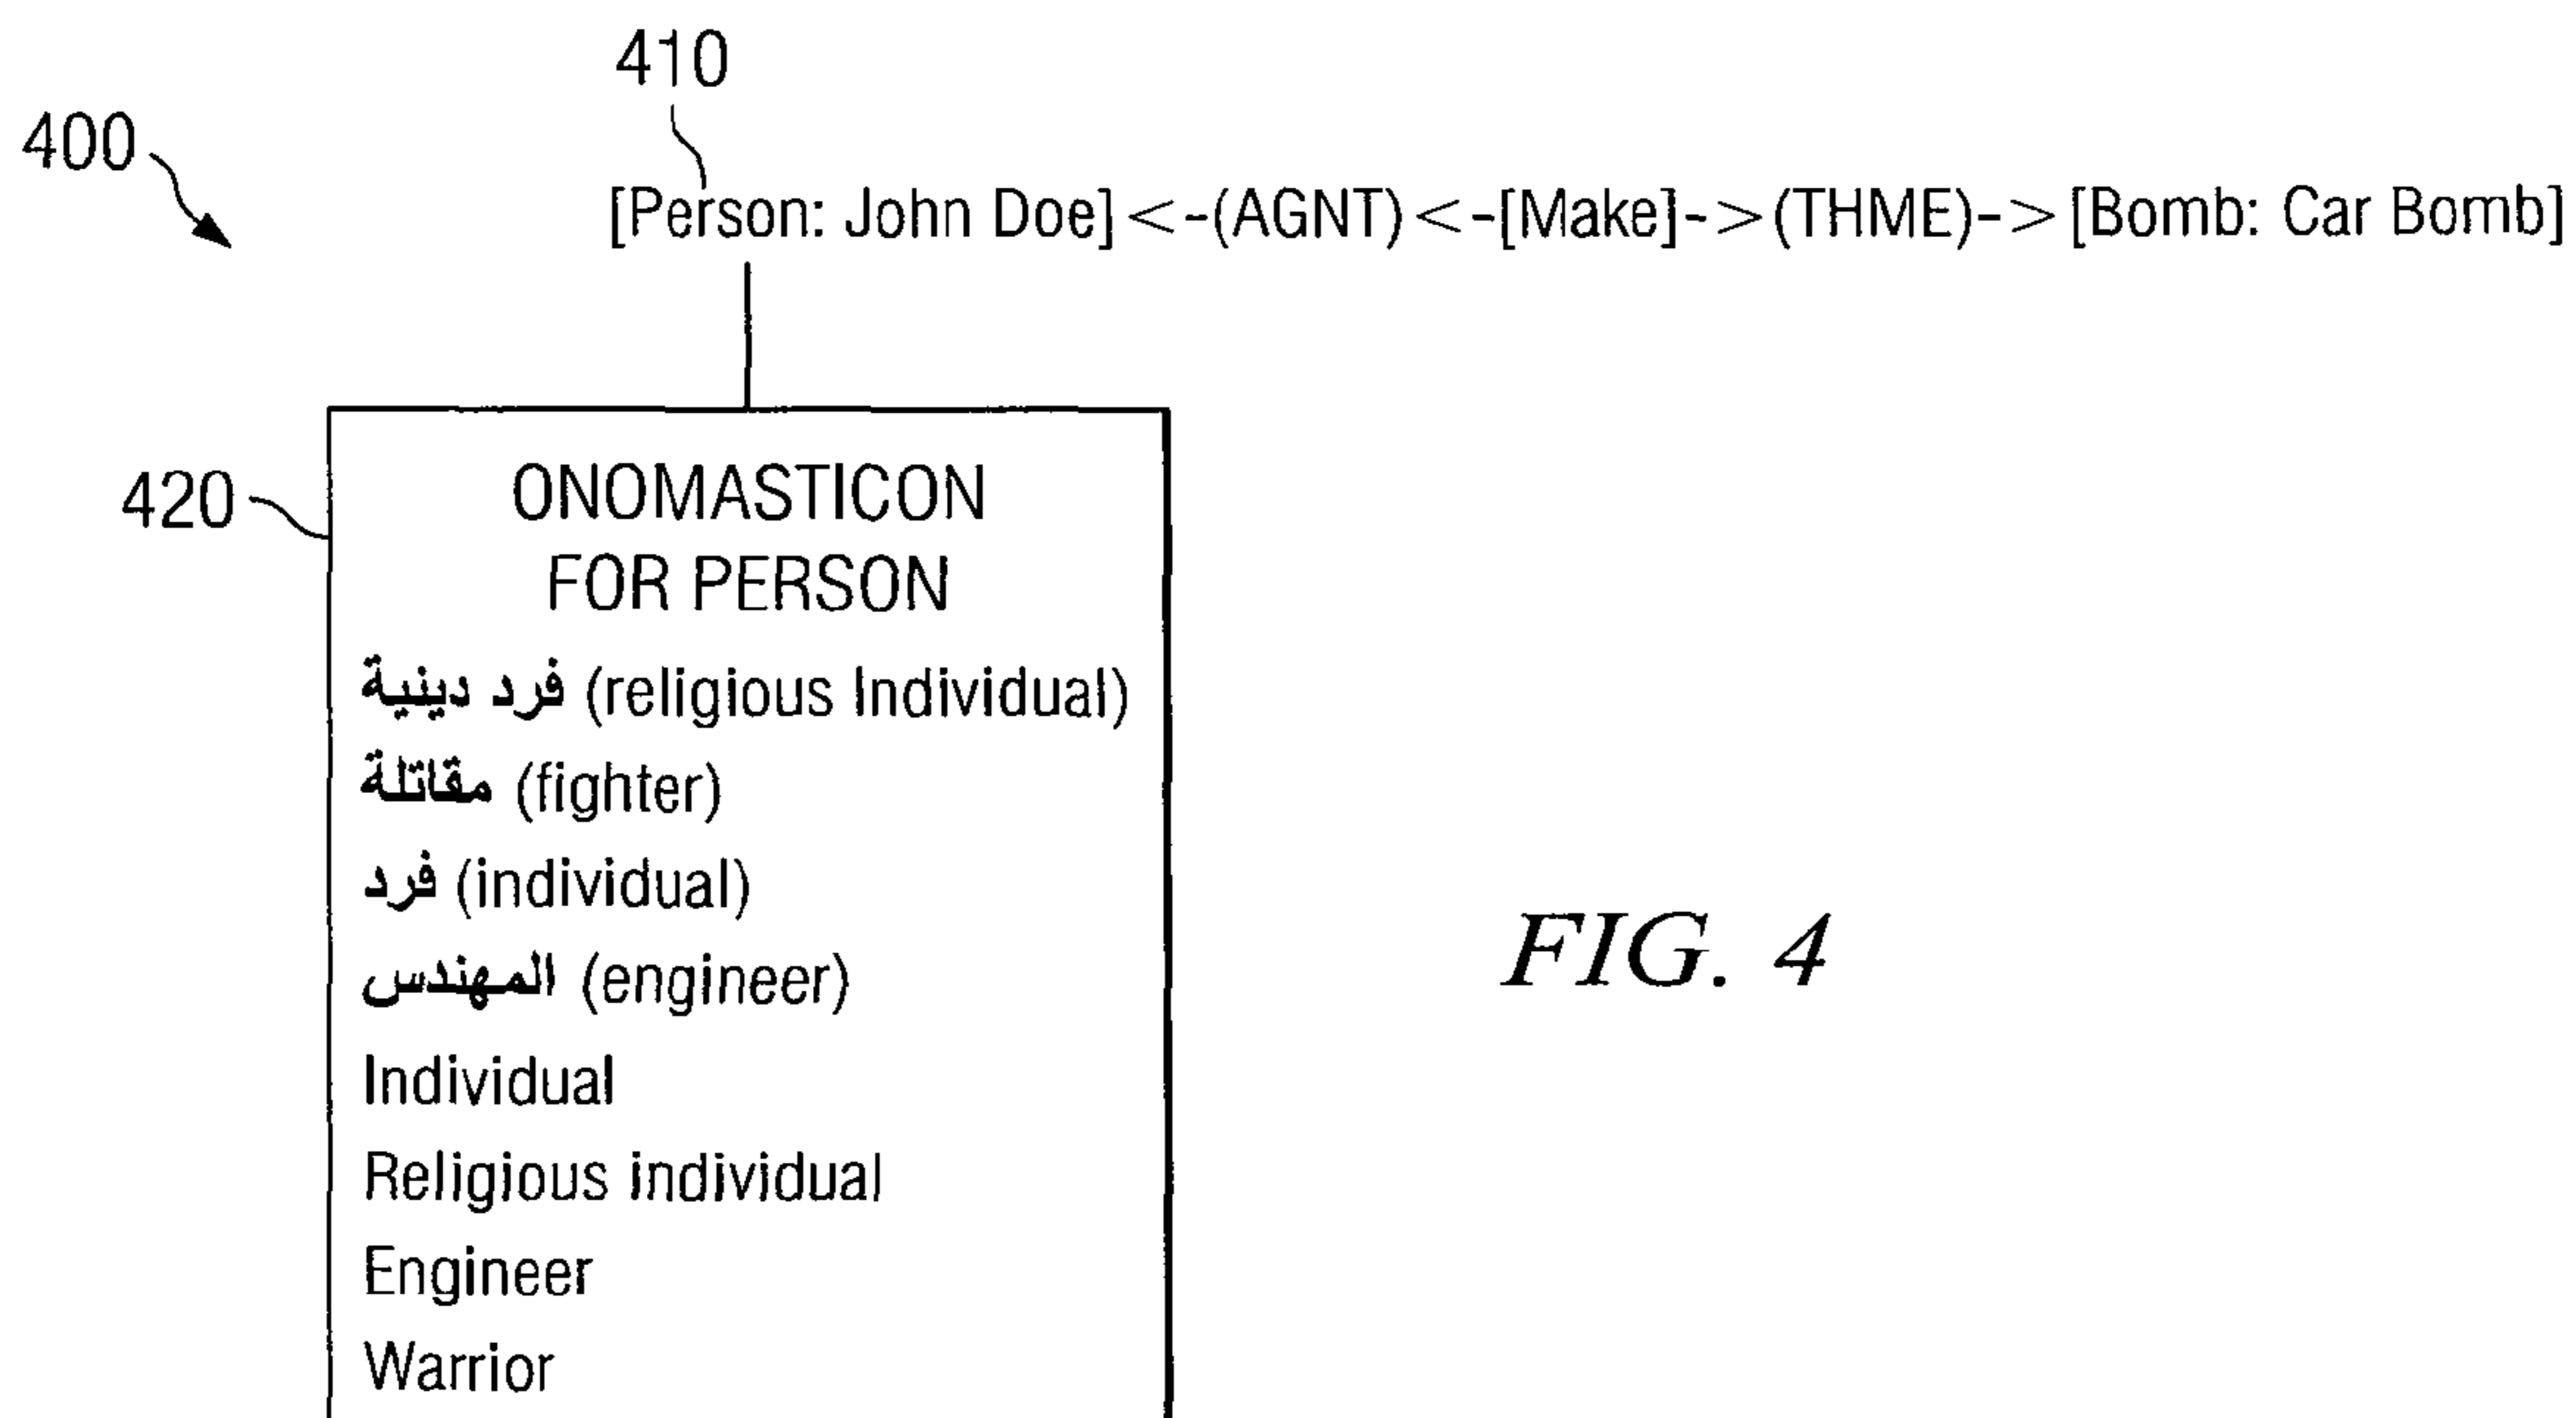 410
400
[Person: John Doe]<-(AGNT)<-[Make]->(THME)->[Bomb: Car Bomb]
420
ONOMASTICON
FOR PERSON
فرد دينية (religious Individual)
مقاتلة (fighter)
فرد (individual)
المهندس (engineer)
Individual
Religious individual
Engineer
Warrior
FIG. 4